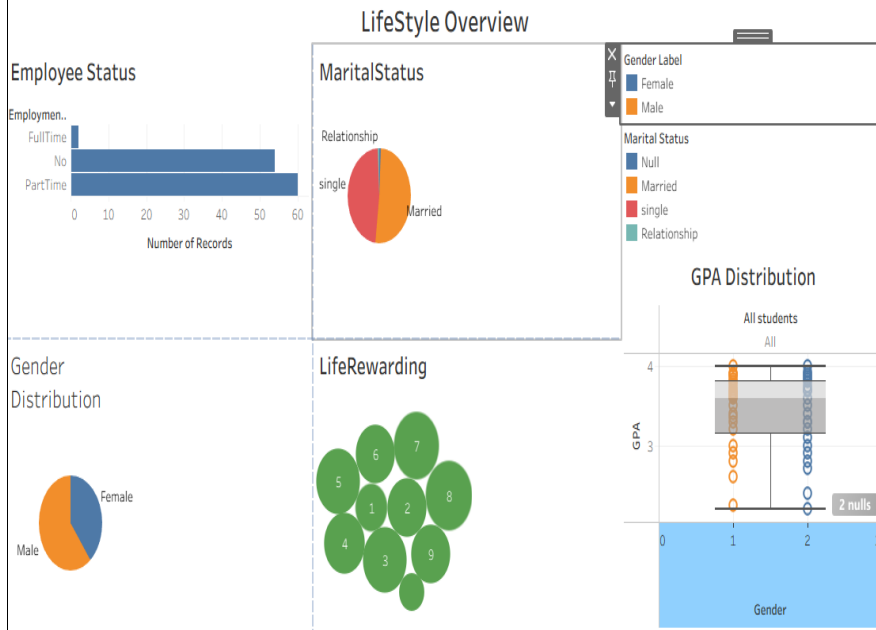 LifeStyle Overview
Employee Status
Employmen..
FullTime
No
PartTime
0 10 20 30 40 50 60
Number of Records
MaritalStatus
Relationship
single
Married
Gender Label
Female
Male
Marital Status
Null
Married
single
Relationship
Gender
Distribution
Female
Male
LifeRewarding
7
6
5
8
1
2
4
3
9
GPA Distribution
All students
All
4
3
GPA
2 nulls
0 1 2
Gender